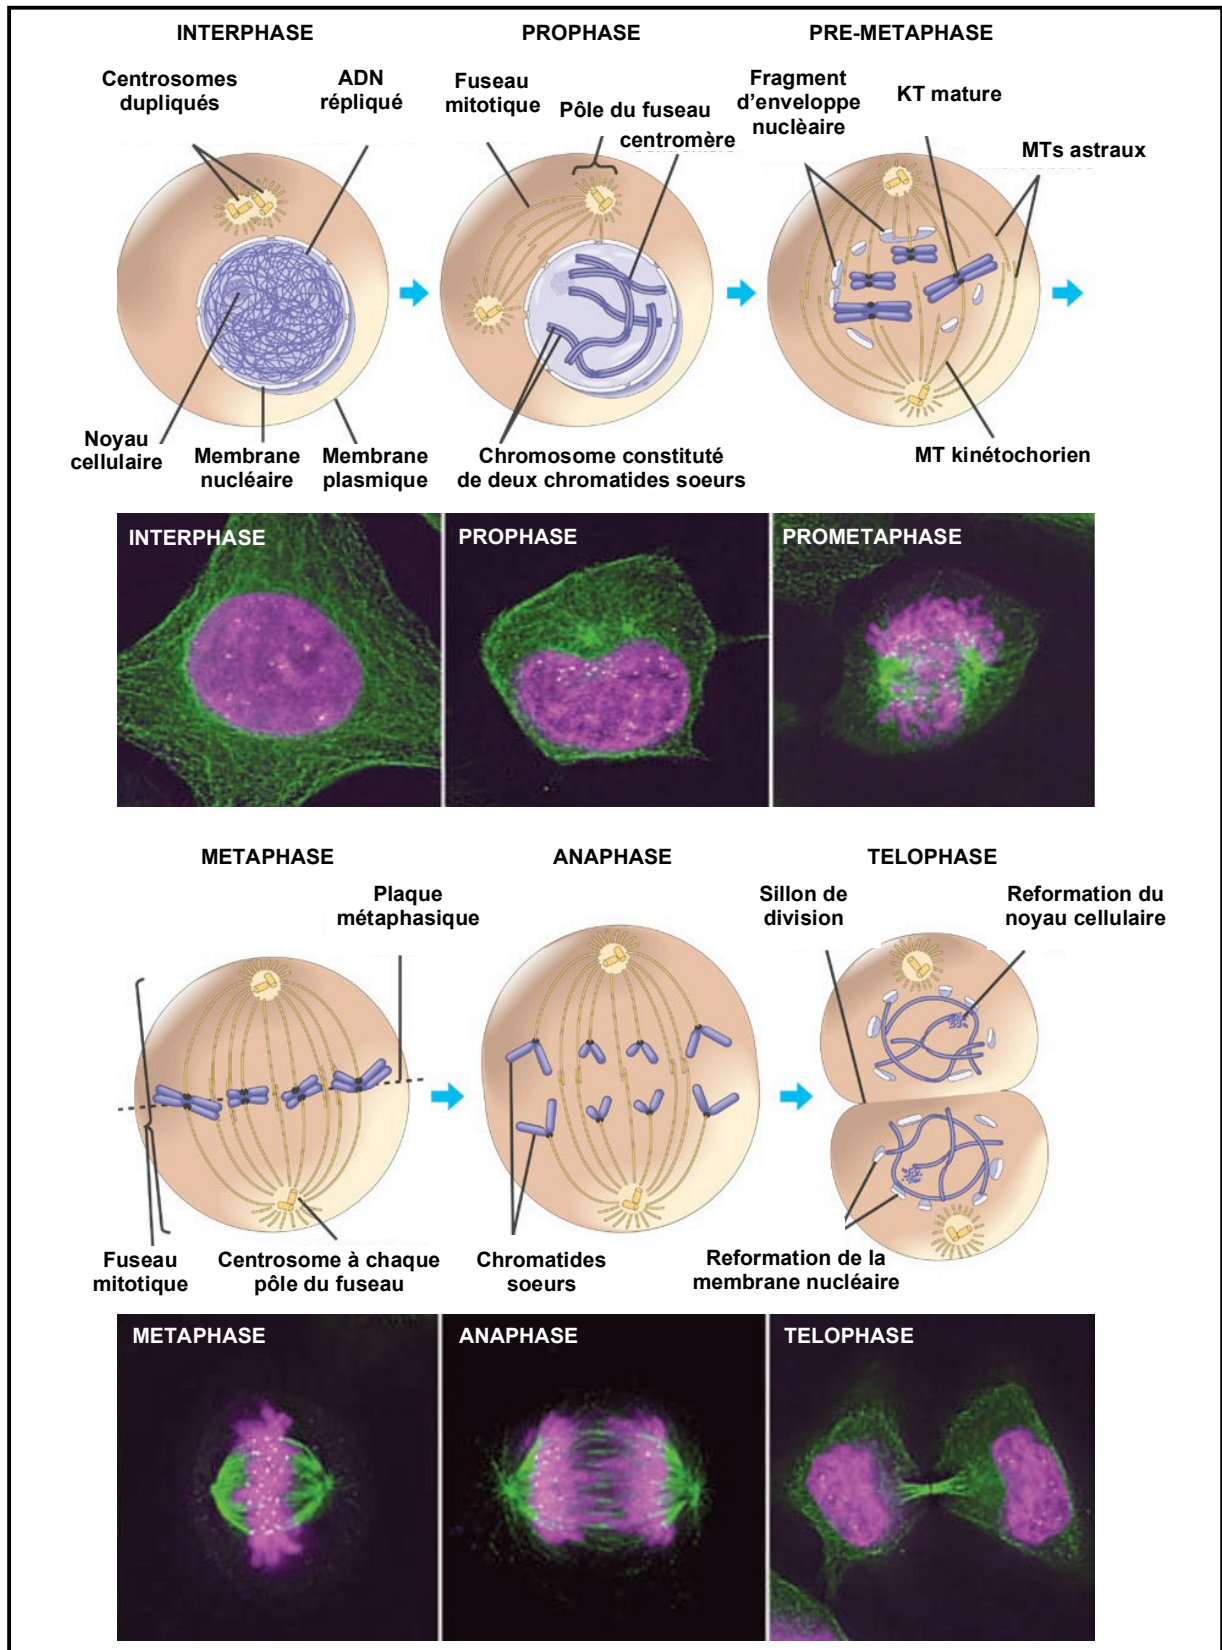 INTERPHASE
PROPHASE
PRE-METAPHASE
Centrosomes
dupliqués
ADN
répliqué
Fuseau
mitotique
Pôle du fuseau
centromère
Fragment
d'enveloppe
nuclèaire
KT mature
MTs astraux
Noyau
cellulaire
Membrane
nucléaire
Membrane
plasmique
Chromosome constituté
de deux chromatides soeurs
MT kinétochorien
INTERPHASE
PROPHASE
PROMETAPHASE
METAPHASE
ANAPHASE
TELOPHASE
Plaque
métaphasique
Sillon de
division
Reformation du
noyau cellulaire
Fuseau
mitotique
Centrosome à chaque
pôle du fuseau
Chromatides
soeurs
Reformation de la
membrane nucléaire
METAPHASE
ANAPHASE
TELOPHASE